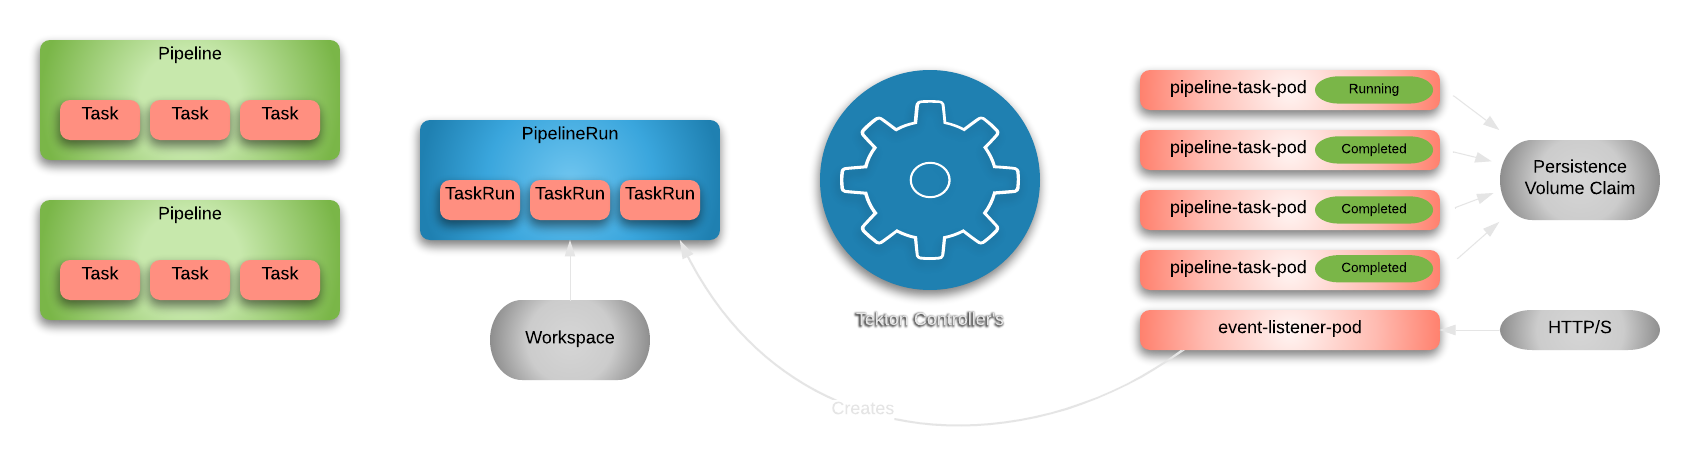 Pipeline
Task Task Task
Pipeline
Task Task Task
PipelineRun
TaskRun TaskRun TaskRun
Workspace
Tekton Controller's
Creates
pipeline-task-pod Running
pipeline-task-pod Completed
pipeline-task-pod Completed
pipeline-task-pod Completed
event-listener-pod
Persistence
Volume Claim
HTTP/S